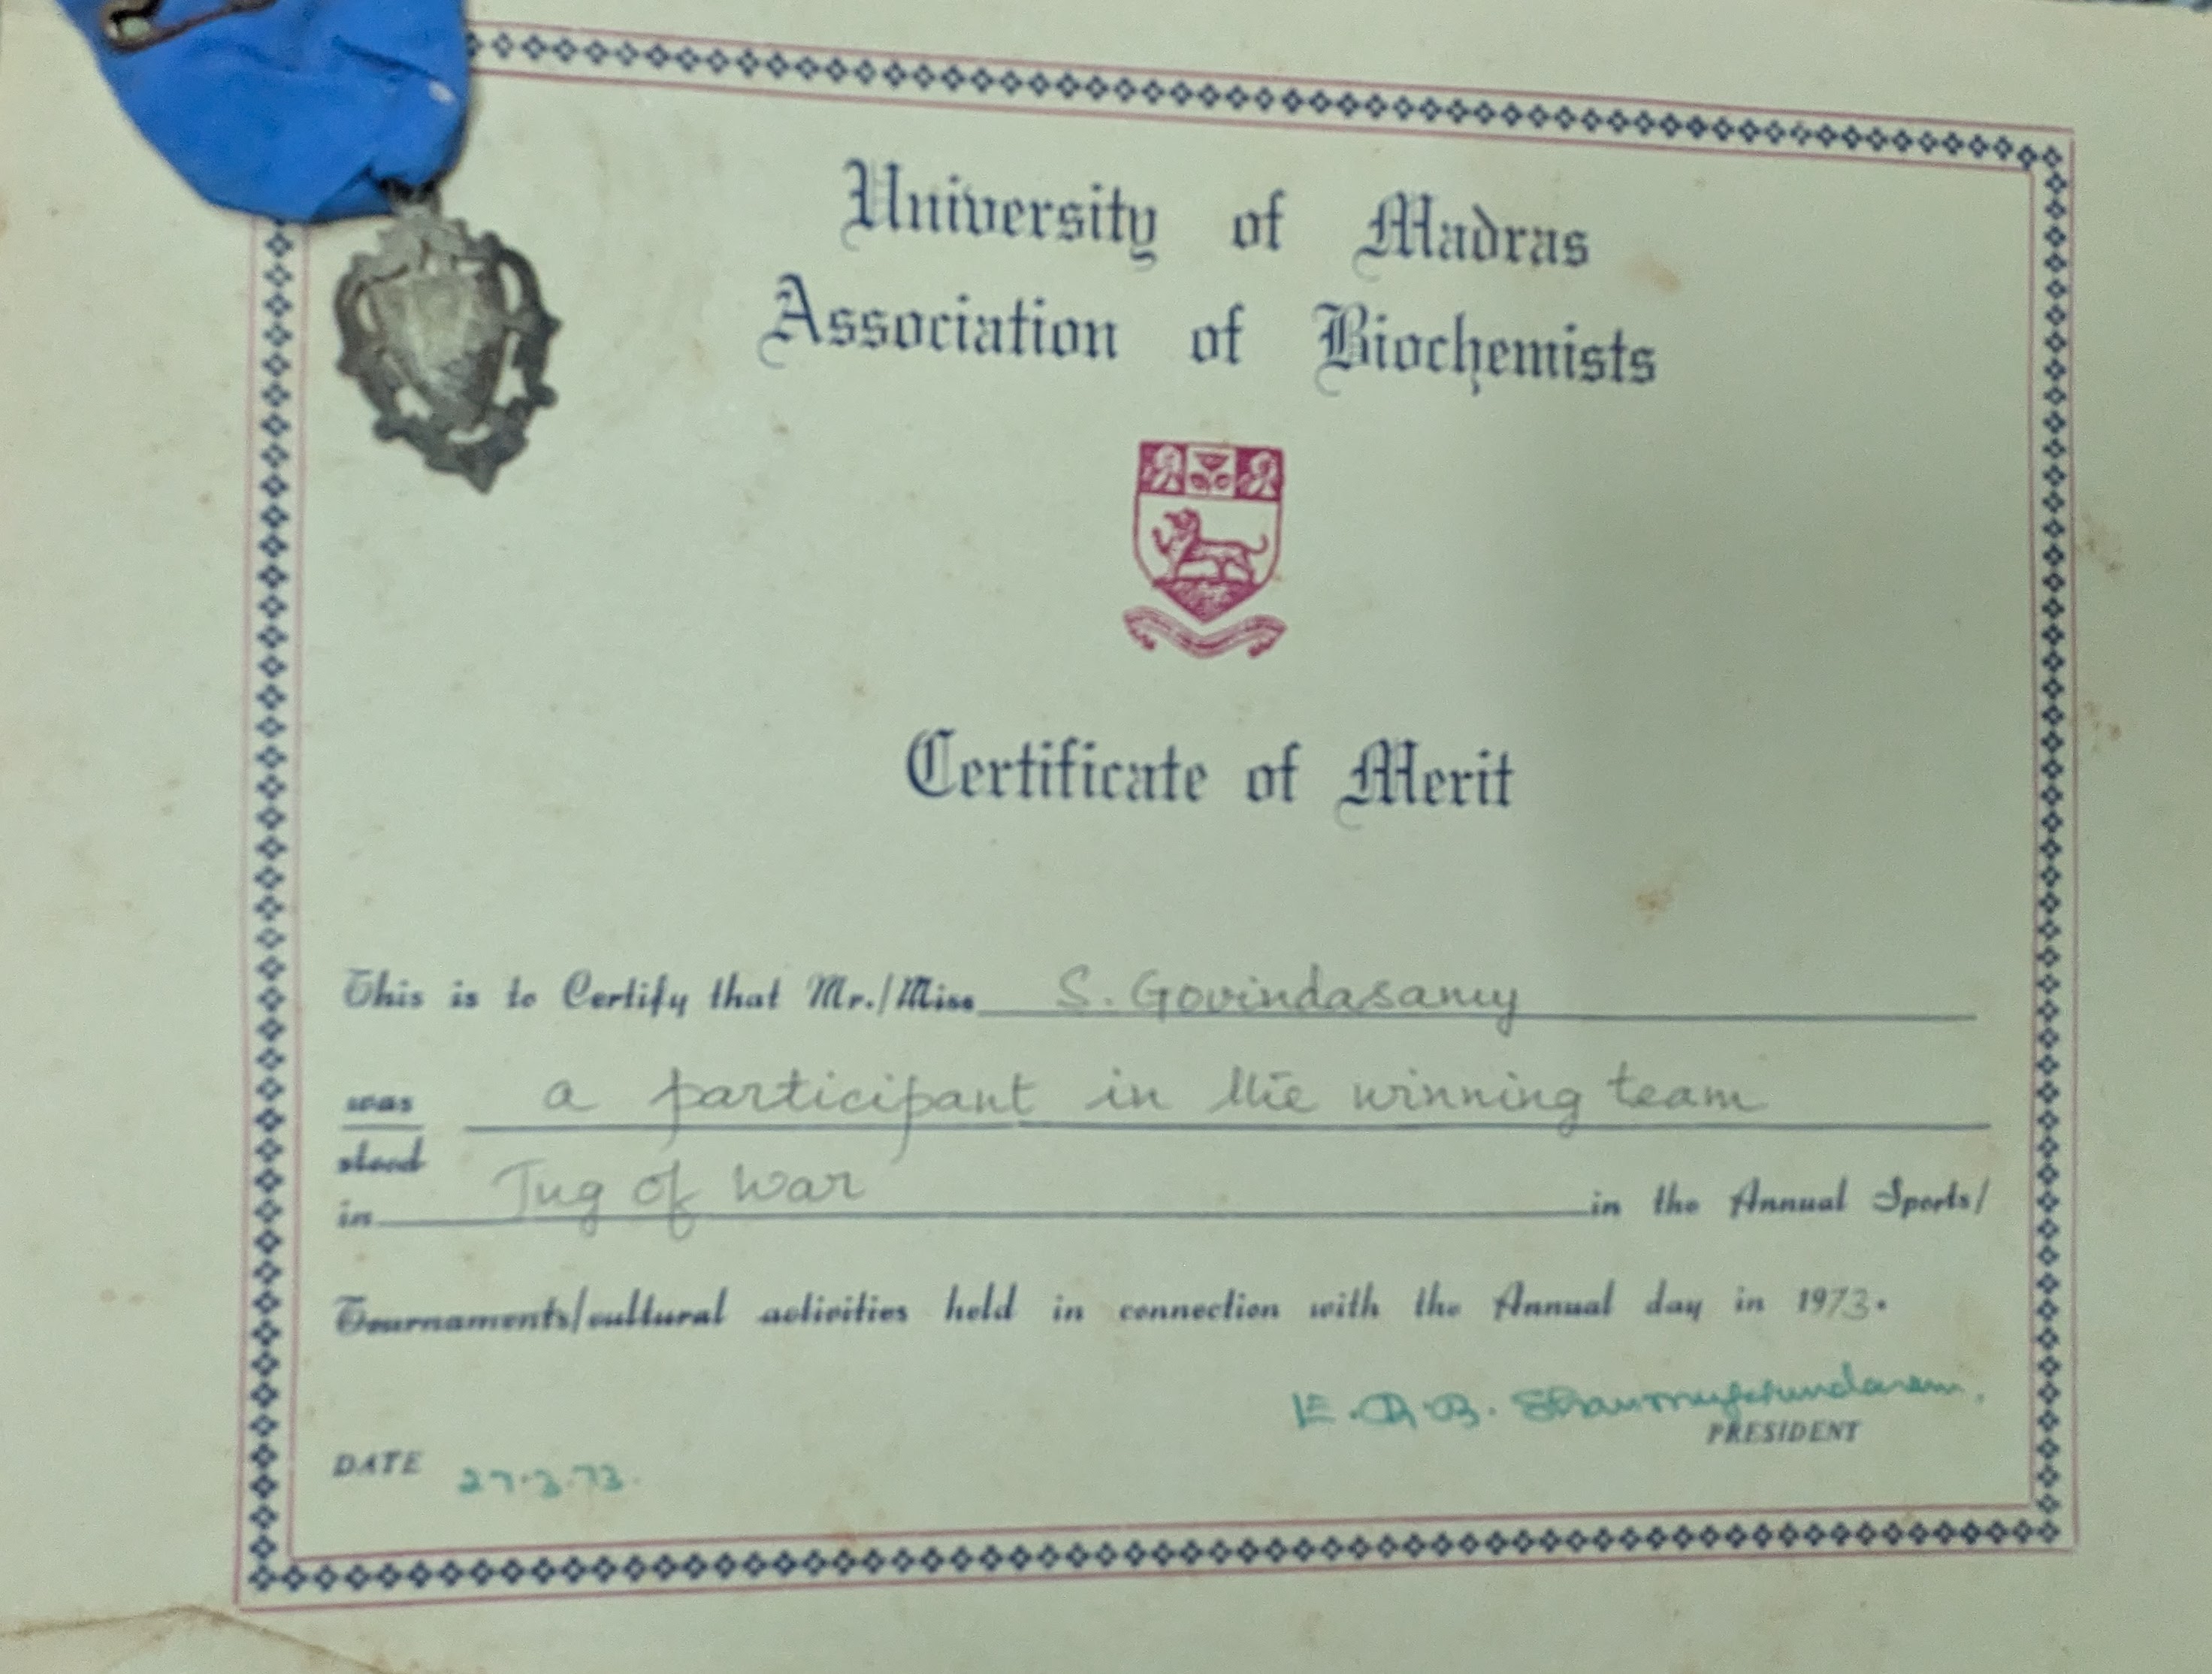 University of Madras
Association of Biochemists
Certificate of Merit
This is to Certify that Mr./Miss S. Govindasamy
was a participant in the winning team
stood
in Tug of War in the Annual Sports/
Tournaments/cultural activities held in connection with the Annual day in 1973.
E.R.B. Shanmugasundaram.
PRESIDENT
DATE 27.3.73.